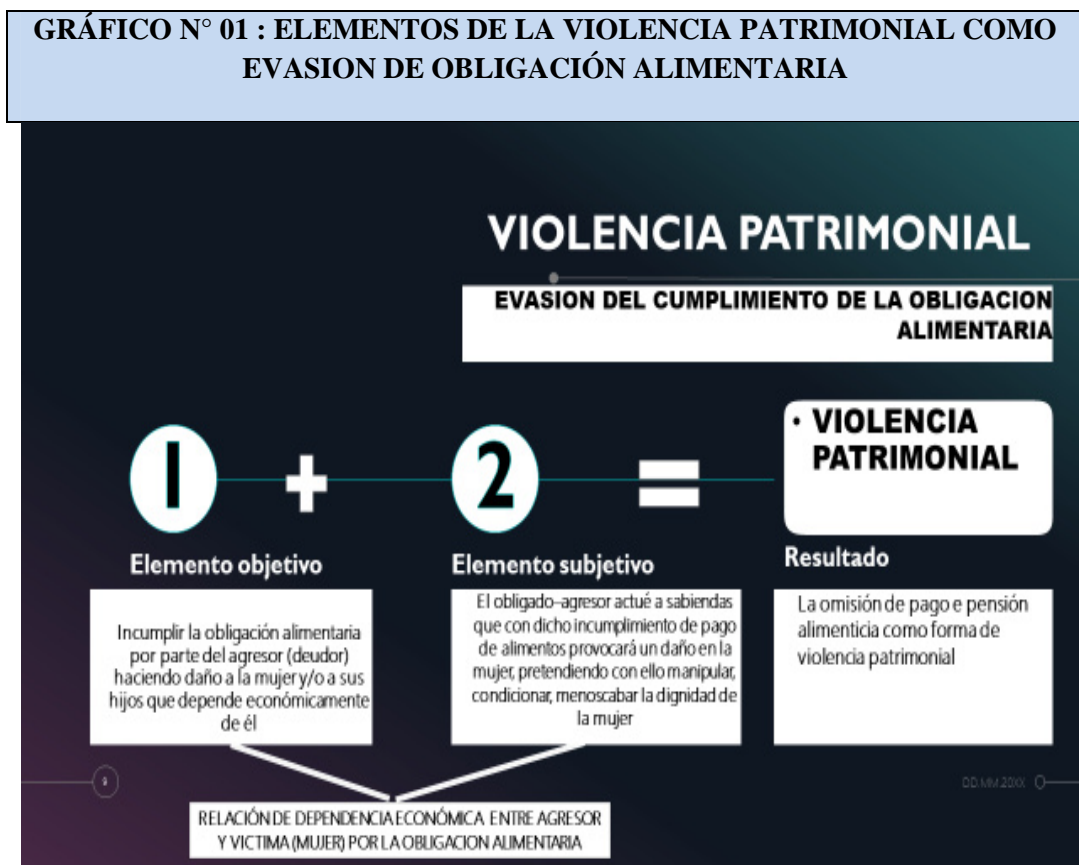 GRÁFICO N° 01 : ELEMENTOS DE LA VIOLENCIA PATRIMONIAL COMO
EVASION DE OBLIGACIÓN ALIMENTARIA
VIOLENCIA PATRIMONIAL
EVASION DEL CUMPLIMIENTO DE LA OBLIGACION
ALIMENTARIA
1 + 2 =
• VIOLENCIA
PATRIMONIAL
Elemento objetivo
Incumplir la obligación alimentaria
por parte del agresor (deudor)
haciendo daño a la mujer y/o a sus
hijos que depende económicamente
de él
Elemento subjetivo
El obligado–agresor actué a sabiendas
que con dicho incumplimiento de pago
de alimentos provocará un daño en la
mujer, pretendiendo con ello manipular,
condicionar, menoscabar la dignidad de
la mujer
Resultado
La omisión de pago e pensión
alimenticia como forma de
violencia patrimonial
RELACIÓN DE DEPENDENCIA ECONÓMICA ENTRE AGRESOR
Y VICTIMA (MUJER) POR LA OBLIGACION ALIMENTARIA
9
DD.MM.20XX